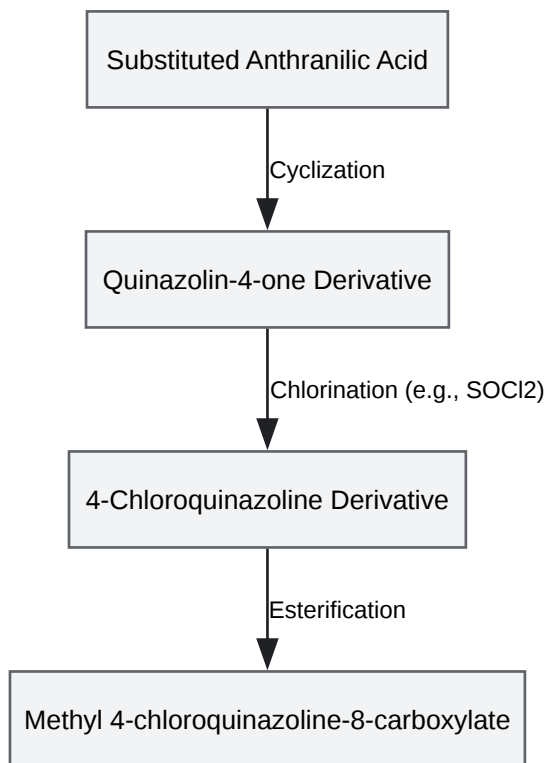 Substituted Anthranilic Acid
Cyclization
Quinazolin-4-one Derivative
Chlorination (e.g., SOCl2)
4-Chloroquinazoline Derivative
Esterification
Methyl 4-chloroquinazoline-8-carboxylate